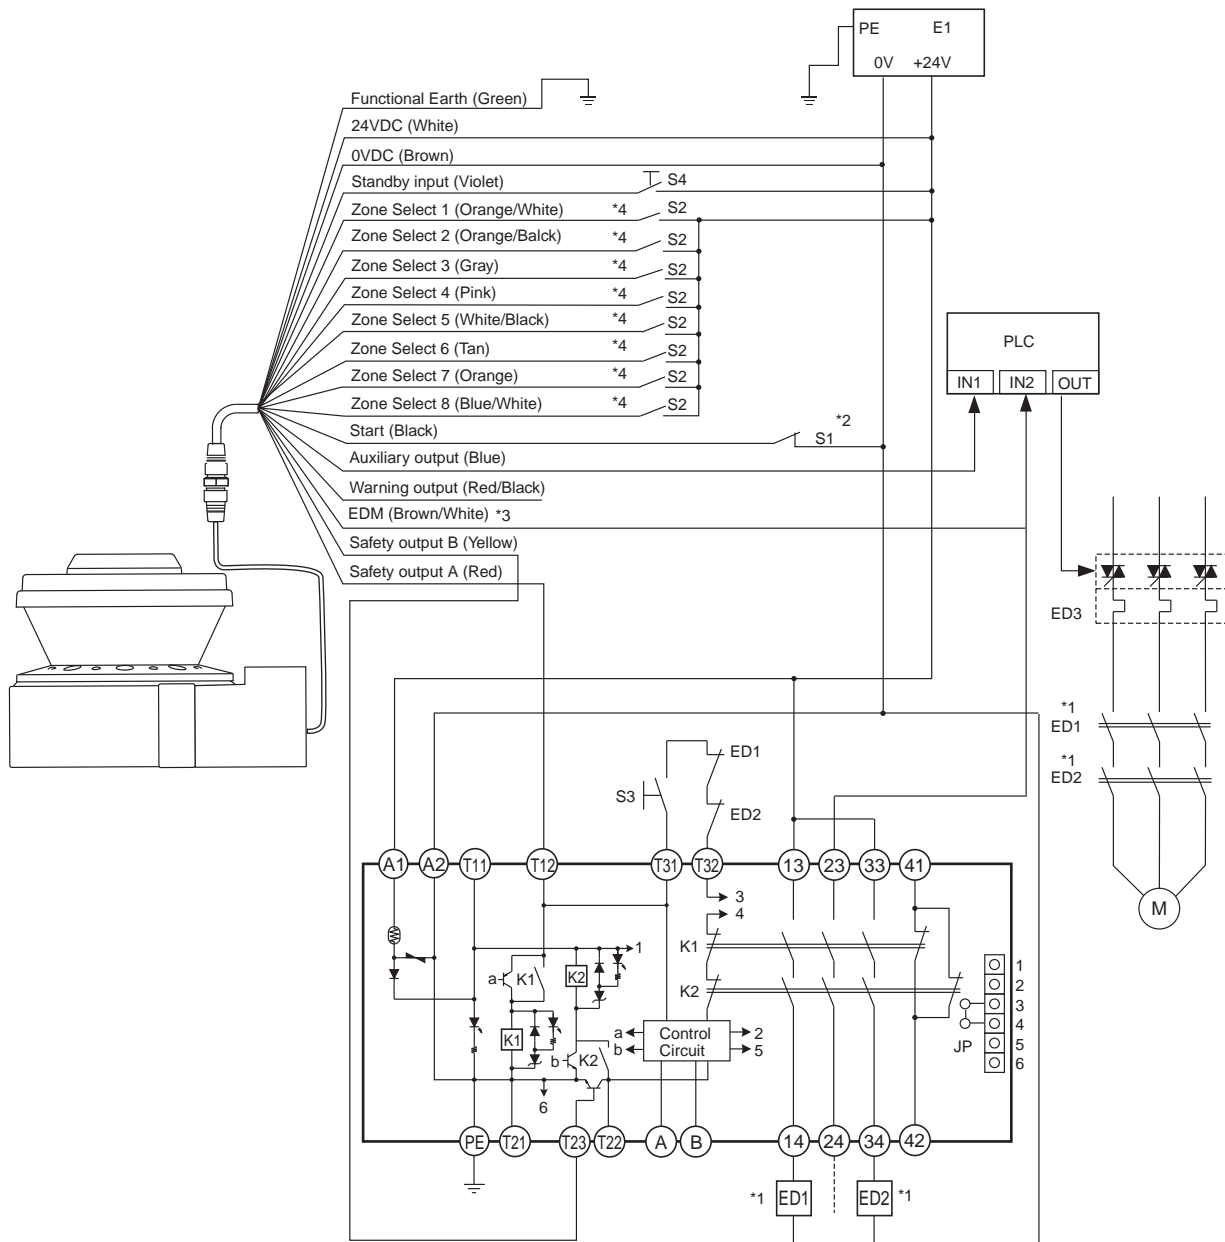 PE E1
0V +24V
Functional Earth (Green)
24VDC (White)
0VDC (Brown)
Standby input (Violet) S4
Zone Select 1 (Orange/White) *4 S2
Zone Select 2 (Orange/Balck) *4 S2
Zone Select 3 (Gray) *4 S2
Zone Select 4 (Pink) *4 S2
Zone Select 5 (White/Black) *4 S2
Zone Select 6 (Tan) *4 S2
Zone Select 7 (Orange) *4 S2
Zone Select 8 (Blue/White) *4 S2
Start (Black) S1 *2
Auxiliary output (Blue)
Warning output (Red/Black)
EDM (Brown/White) *3
Safety output B (Yellow)
Safety output A (Red)
PLC
IN1 IN2 OUT
ED3
*1
ED1
*1
ED2
M
ED1
S3
ED2
A1 A2 T11 T12 T31 T32 13 23 33 41
3
4
1
K1
K2
a K1
K2
K1
b K2
6
a Control 2
b Circuit 5
1
2
3
4
5
6
JP
PE T21 T23 T22 A B 14 24 34 42
*1 ED1 ED2 *1